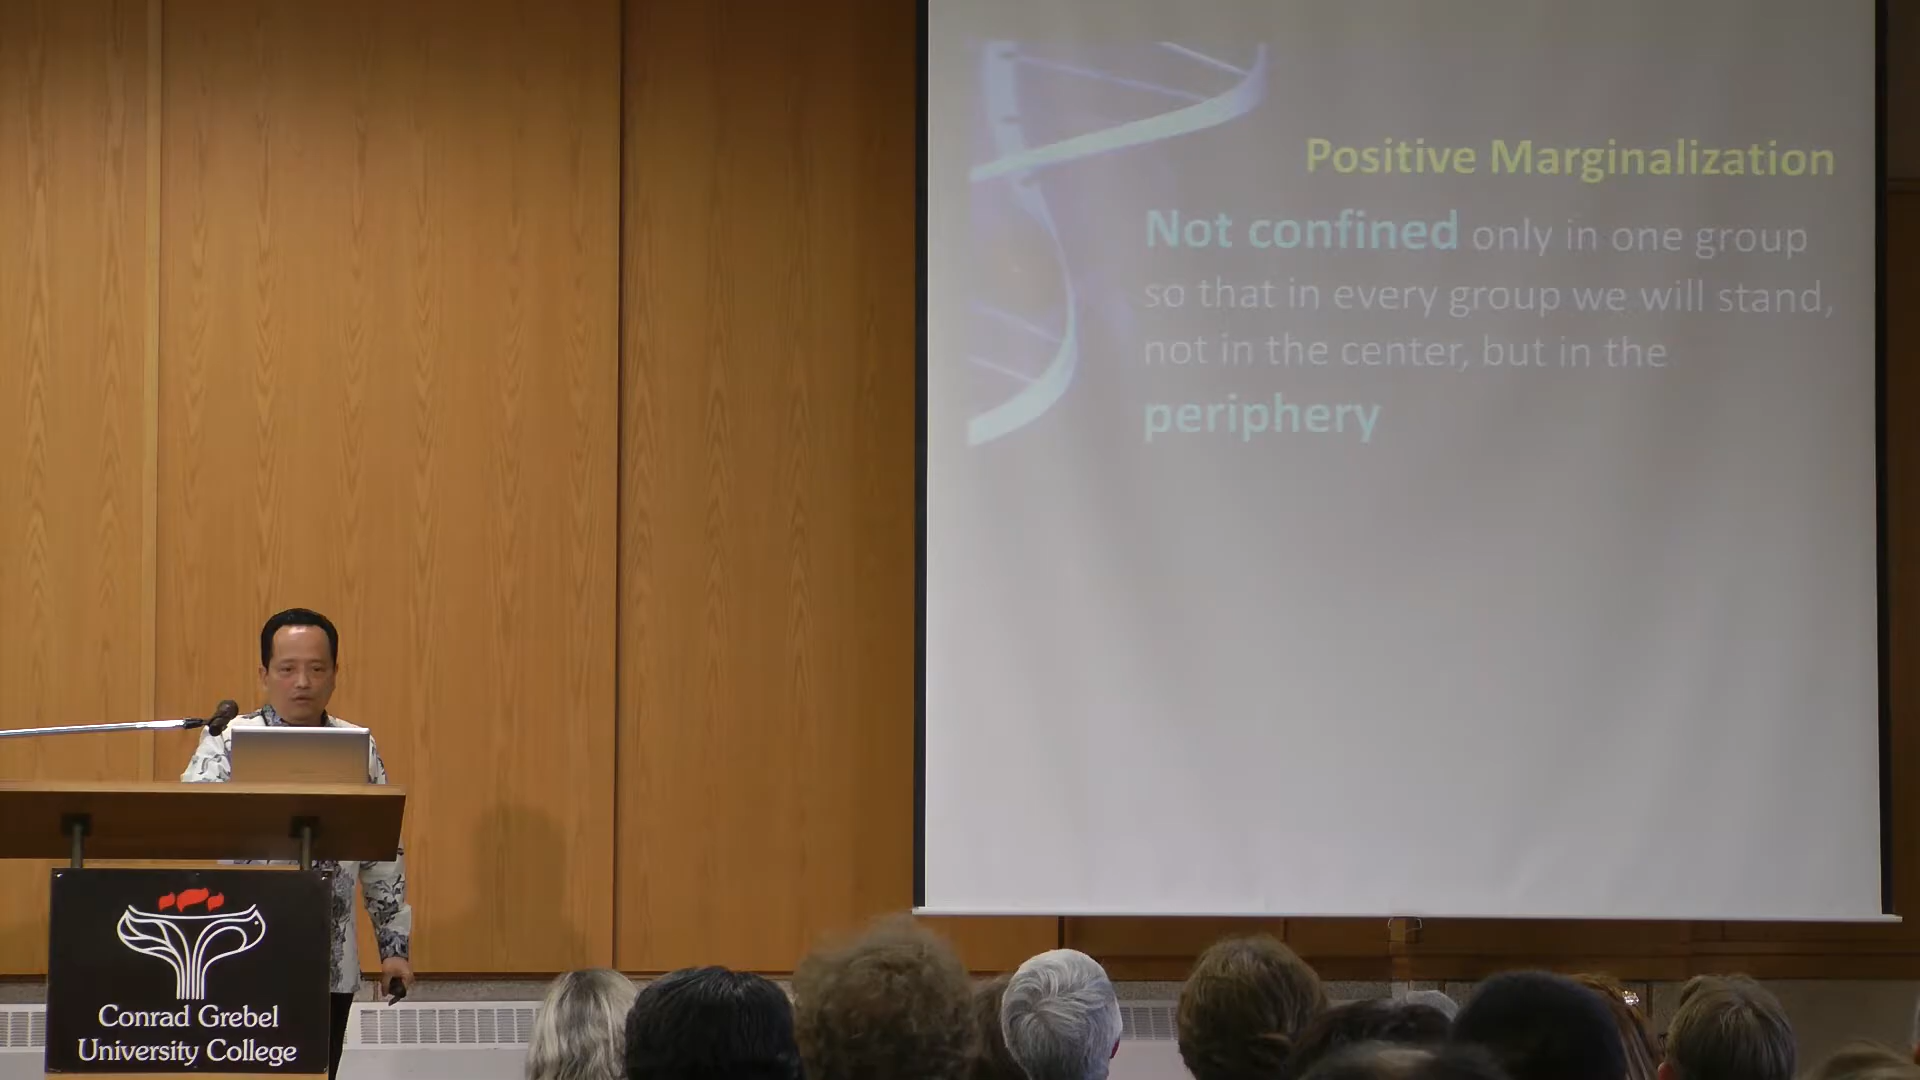 Positive Marginalization
Not confined only in one group
so that in every group we will stand,
not in the center, but in the
periphery
Conrad Grebel
University College